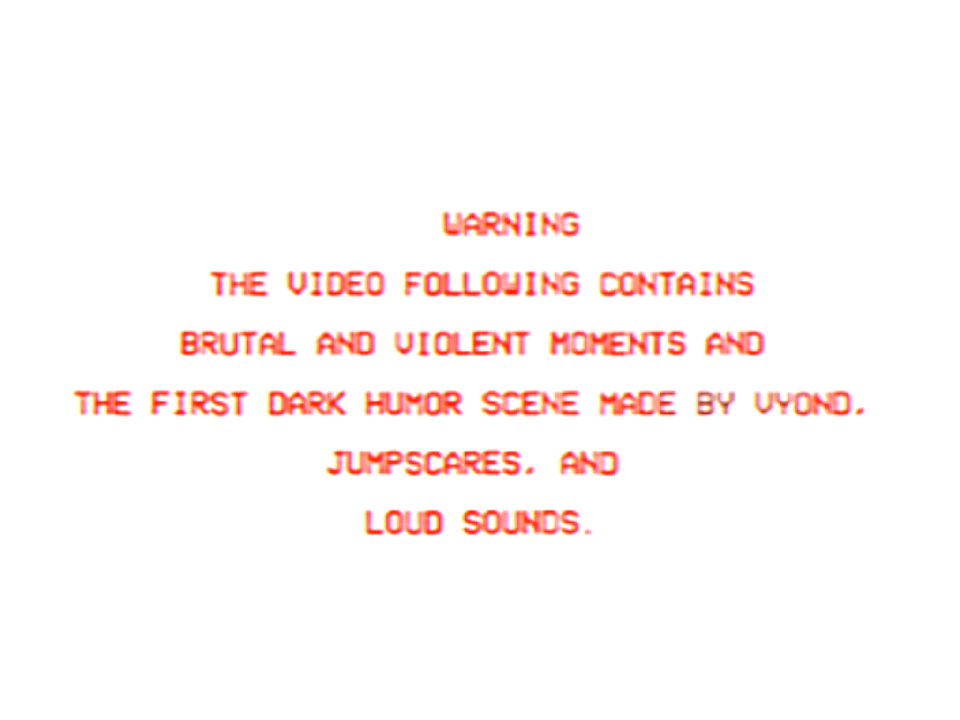 WARNING
THE VIDEO FOLLOWING CONTAINS
BRUTAL AND VIOLENT MOMENTS AND
THE FIRST DARK HUMOR SCENE MADE BY VYOND,
JUMPSCARES, AND
LOUD SOUNDS.